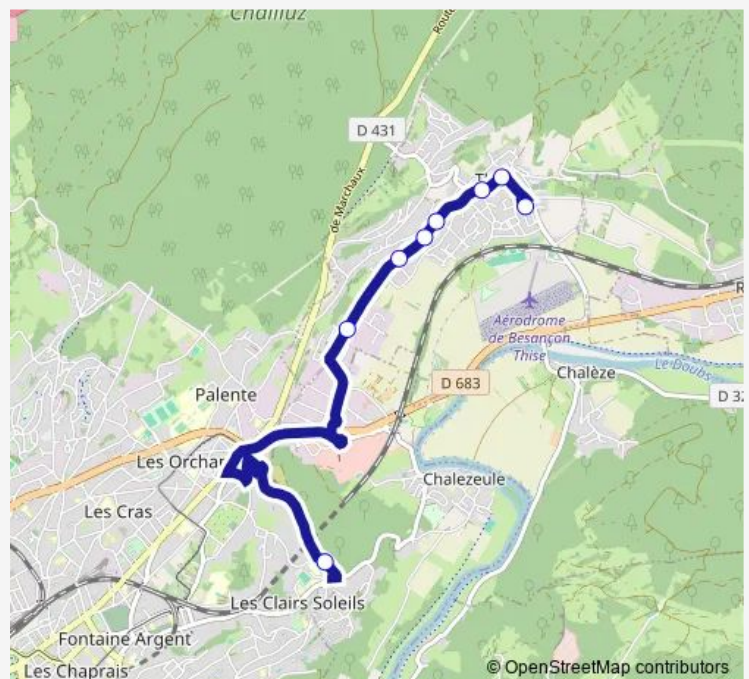 Chailluz
Route
D 431
de Marchaux
Aérodrome
de Besançon
Thise
D 683
Chalèze
Le Doubs
D 32
Palente
Les Orchar
Chalezeule
Les Cras
Les Clairs Soleils
Fontaine Argent
Les Chaprais
© OpenStreetMap contributors